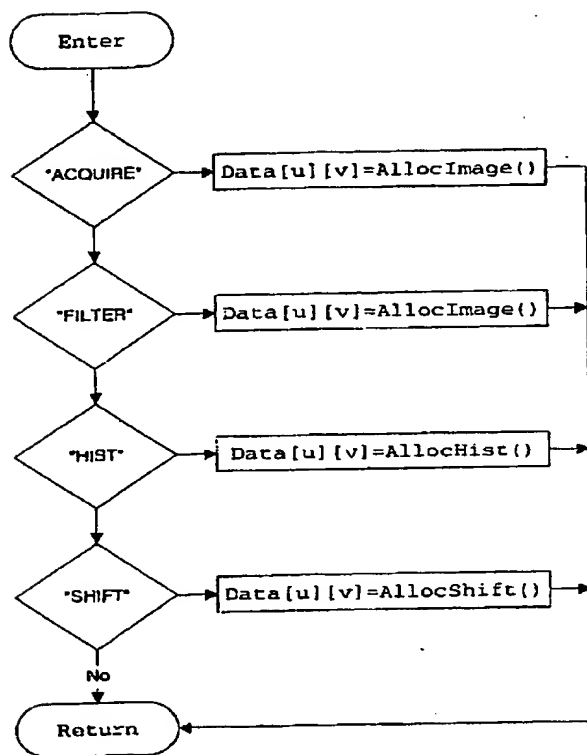 Enter
"ACQUIRE"
Data[u][v]=AllocImage()
"FILTER"
Data[u][v]=AllocImage()
"HIST"
Data[u][v]=AllocHist()
"SHIFT"
Data[u][v]=AllocShift()
No
Return